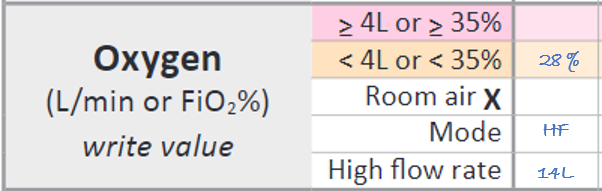 Oxygen
(L/min or FiO₂%)
write value
≥ 4L or ≥ 35%
< 4L or < 35% 28%
Room air X
Mode HF
High flow rate 14L